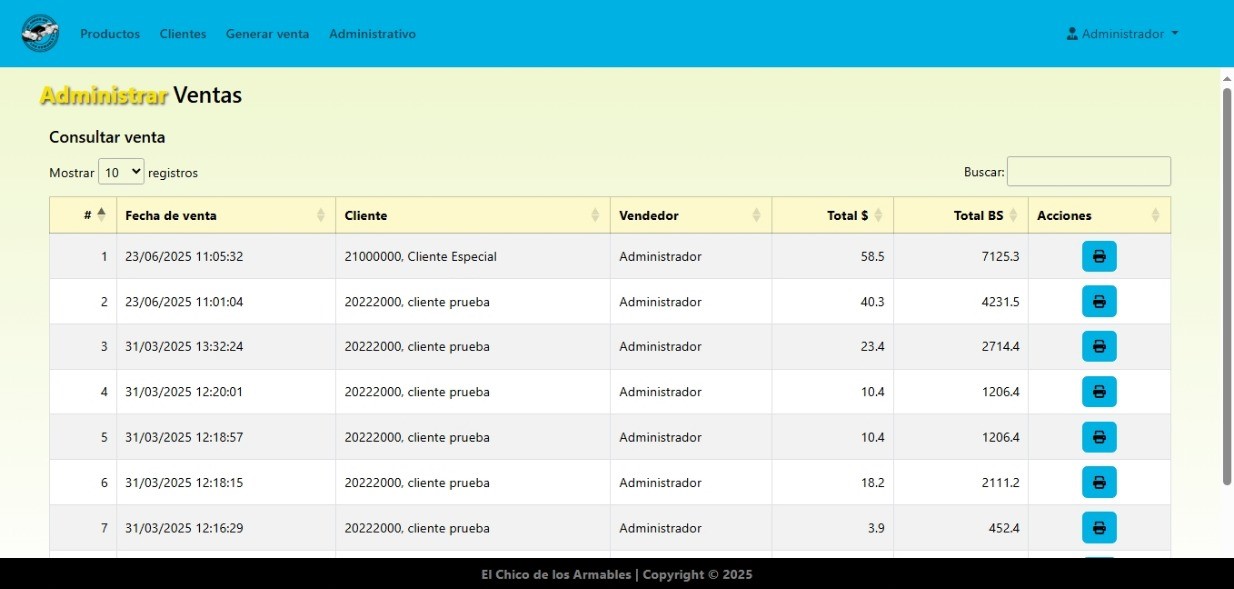 Productos Clientes Generar venta Administrativo Administrador
Administrar Ventas
Consultar venta
Mostrar 10 registros Buscar:
# Fecha de venta Cliente Vendedor Total $ Total BS Acciones
1 23/06/2025 11:05:32 21000000, Cliente Especial Administrador 58.5 7125.3
2 23/06/2025 11:01:04 20222000, cliente prueba Administrador 40.3 4231.5
3 31/03/2025 13:32:24 20222000, cliente prueba Administrador 23.4 2714.4
4 31/03/2025 12:20:01 20222000, cliente prueba Administrador 10.4 1206.4
5 31/03/2025 12:18:57 20222000, cliente prueba Administrador 10.4 1206.4
6 31/03/2025 12:18:15 20222000, cliente prueba Administrador 18.2 2111.2
7 31/03/2025 12:16:29 20222000, cliente prueba Administrador 3.9 452.4
El Chico de los Armables | Copyright © 2025